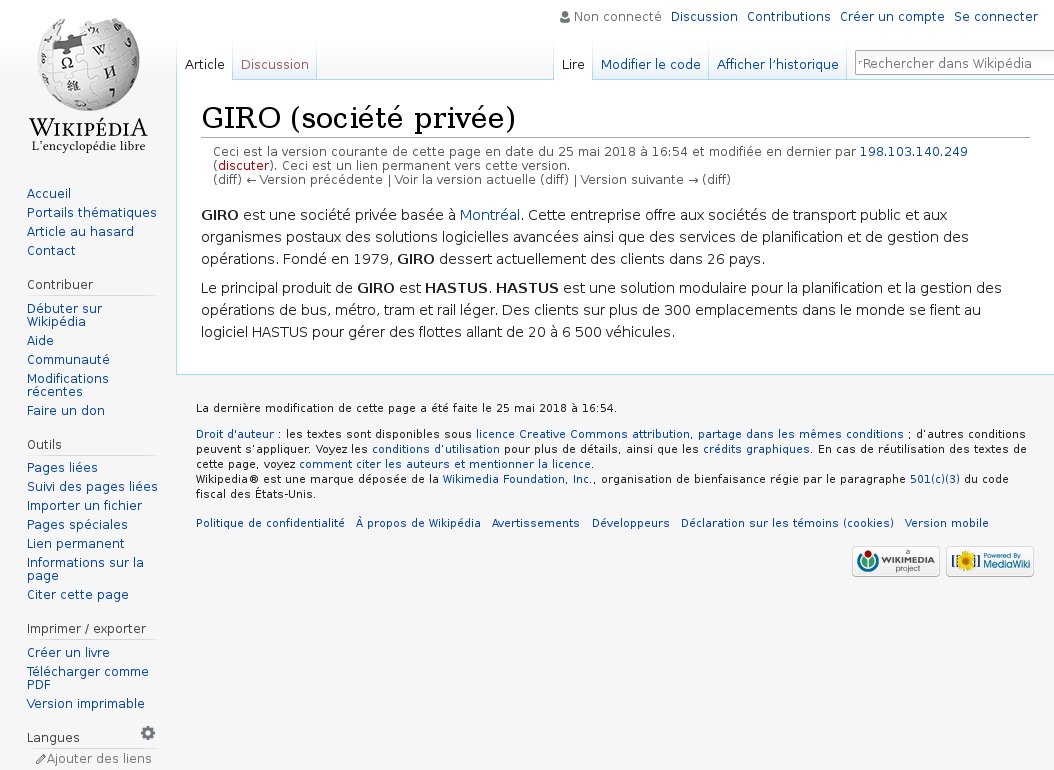 Non connecté Discussion Contributions Créer un compte Se connecter
Article Discussion Lire Modifier le code Afficher l'historique Rechercher dans Wikipédia
WIKIPÉDIA
L'encyclopédie libre
Accueil
Portails thématiques
Article au hasard
Contact
Contribuer
Débuter sur
Wikipédia
Aide
Communauté
Modifications
récentes
Faire un don
Outils
Pages liées
Suivi des pages liées
Importer un fichier
Pages spéciales
Lien permanent
Informations sur la
page
Citer cette page
Imprimer / exporter
Créer un livre
Télécharger comme
PDF
Version imprimable
Langues
Ajouter des liens
GIRO (société privée)
Ceci est la version courante de cette page en date du 25 mai 2018 à 16:54 et modifiée en dernier par 198.103.140.249
(discuter). Ceci est un lien permanent vers cette version.
(diff) ← Version précédente | Voir la version actuelle (diff) | Version suivante → (diff)
GIRO est une société privée basée à Montréal. Cette entreprise offre aux sociétés de transport public et aux
organismes postaux des solutions logicielles avancées ainsi que des services de planification et de gestion des
opérations. Fondé en 1979, GIRO dessert actuellement des clients dans 26 pays.
Le principal produit de GIRO est HASTUS. HASTUS est une solution modulaire pour la planification et la gestion des
opérations de bus, métro, tram et rail léger. Des clients sur plus de 300 emplacements dans le monde se fient au
logiciel HASTUS pour gérer des flottes allant de 20 à 6 500 véhicules.
La dernière modification de cette page a été faite le 25 mai 2018 à 16:54.
Droit d'auteur : les textes sont disponibles sous licence Creative Commons attribution, partage dans les mêmes conditions ; d'autres conditions
peuvent s'appliquer. Voyez les conditions d'utilisation pour plus de détails, ainsi que les crédits graphiques. En cas de réutilisation des textes de
cette page, voyez comment citer les auteurs et mentionner la licence.
Wikipedia® est une marque déposée de la Wikimedia Foundation, Inc., organisation de bienfaisance régie par le paragraphe 501(c)(3) du code
fiscal des États-Unis.
Politique de confidentialité À propos de Wikipédia Avertissements Développeurs Déclaration sur les témoins (cookies) Version mobile
a
WIKIMEDIA
project
Powered By
MediaWiki